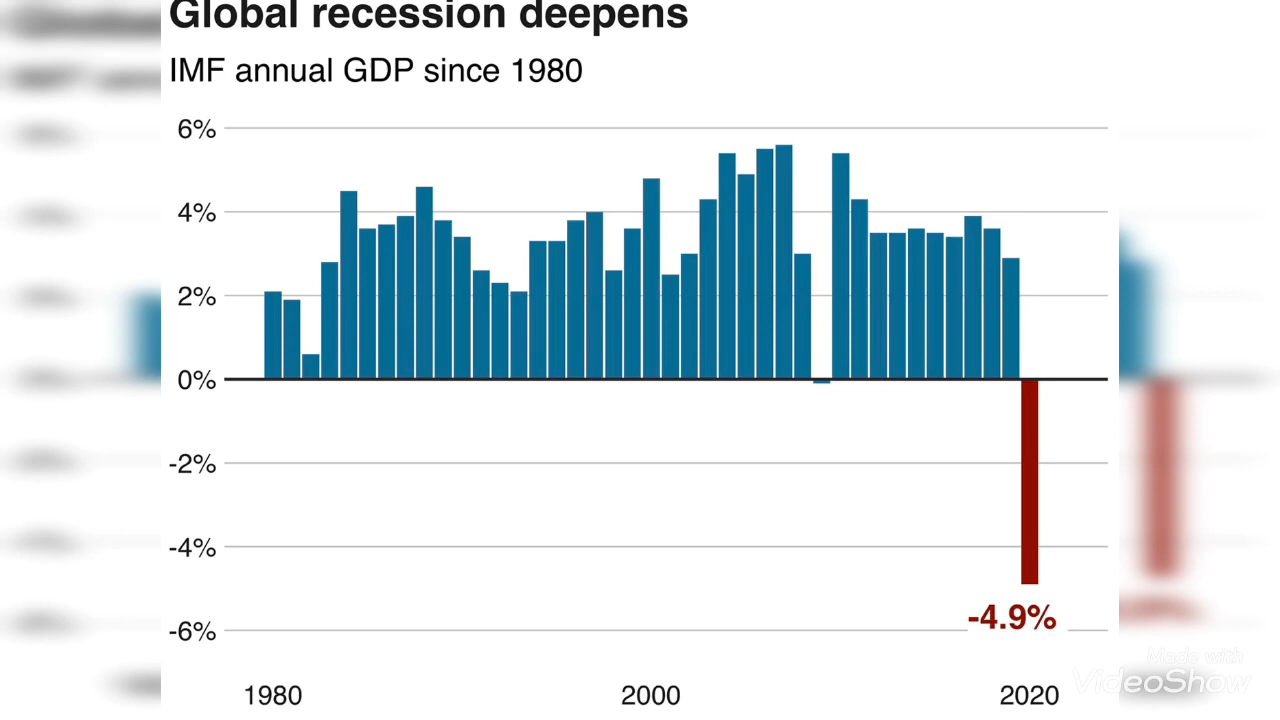 Global recession deepens
IMF annual GDP since 1980
6%
4%
2%
0%
-2%
-4%
-6%
-4.9%
1980 2000 2020
Made with
VideoShow